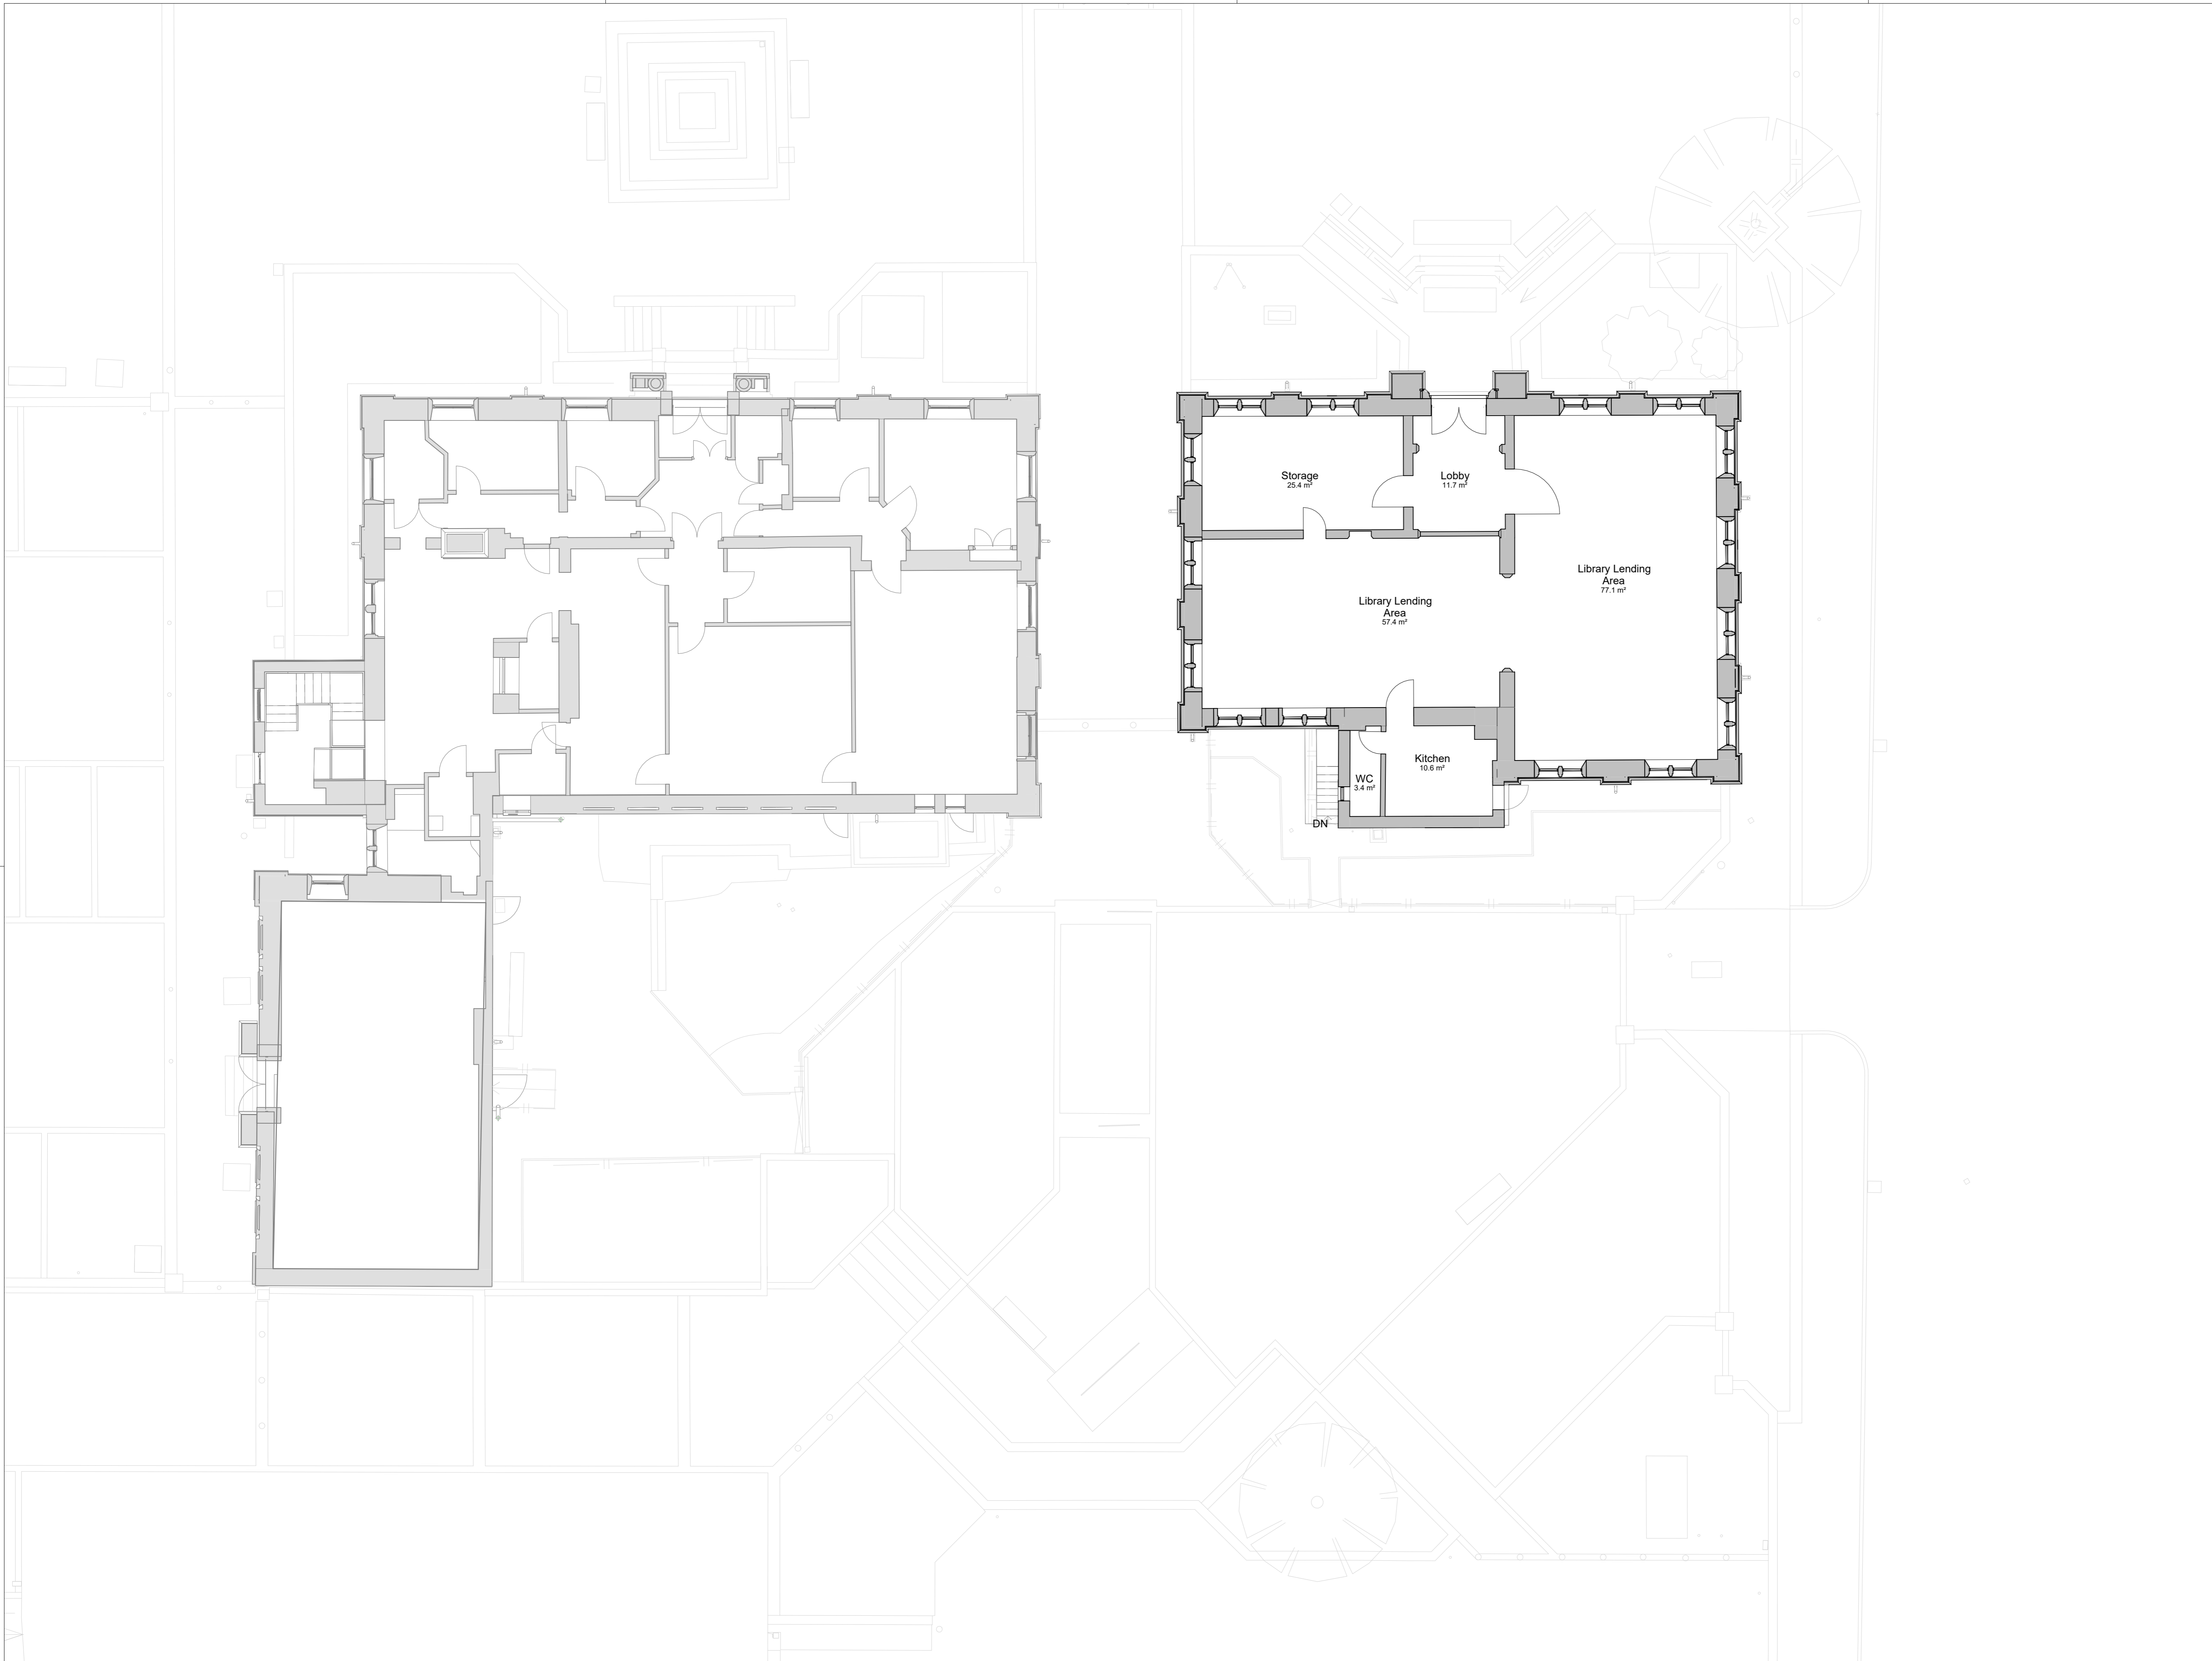 Storage
25.4 m²
Lobby
11.7 m²
Library Lending
Area
77.1 m²
Library Lending
Area
57.4 m²
Kitchen
10.6 m²
WC
3.4 m²
DN